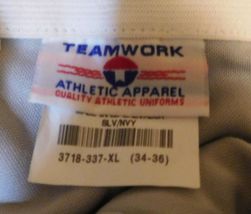 TEAMWORK
ATHLETIC APPAREL
QUALITY ATHLETIC UNIFORMS
SLV/NVY
3718-337-XL (34-36)